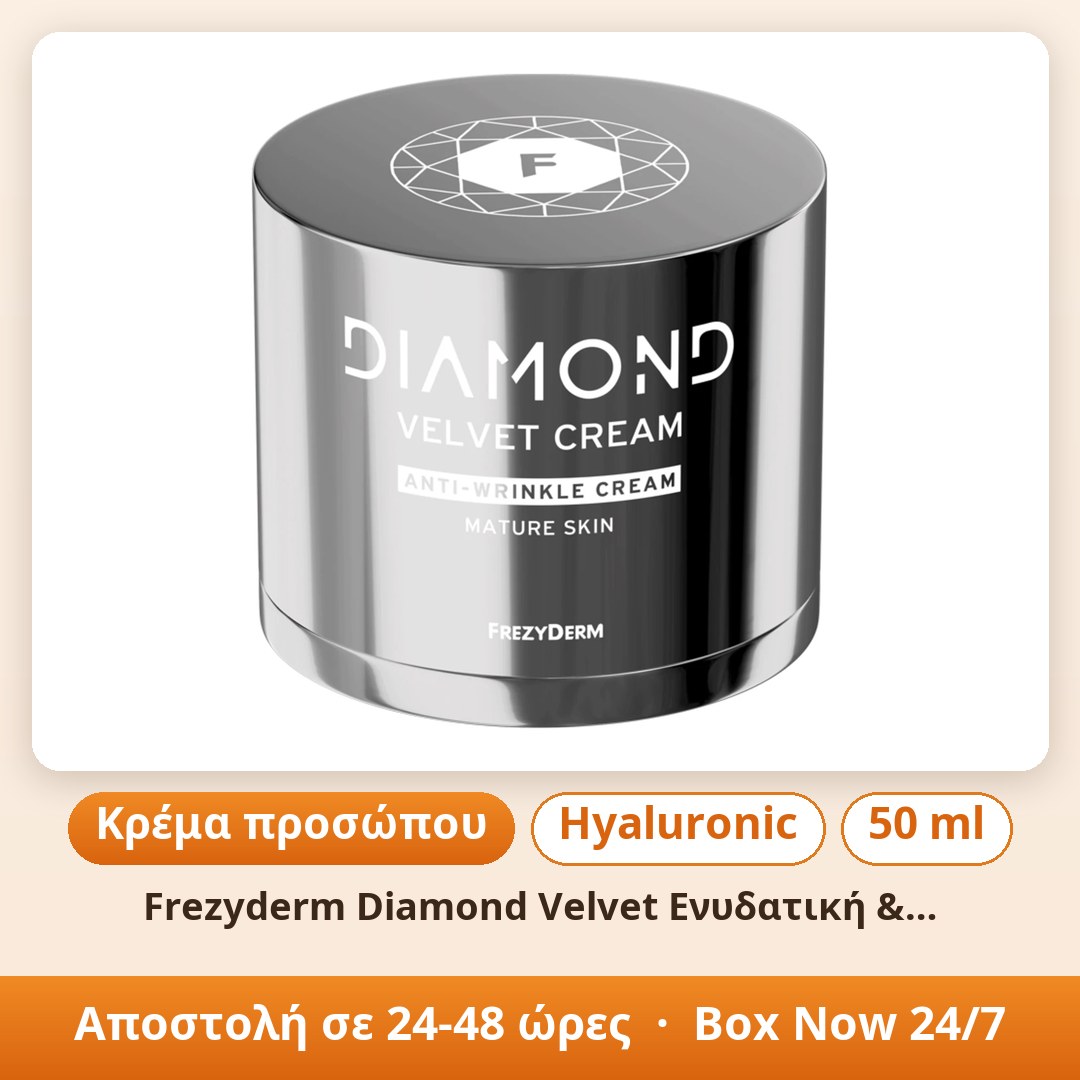 F
DIAMOND
VELVET CREAM
ANTI-WRINKLE CREAM
MATURE SKIN
FREZYDERM
Κρέμα προσώπου
Hyaluronic
50 ml
Frezyderm Diamond Velvet Ενυδατική &...
Αποστολή σε 24-48 ώρες · Box Now 24/7